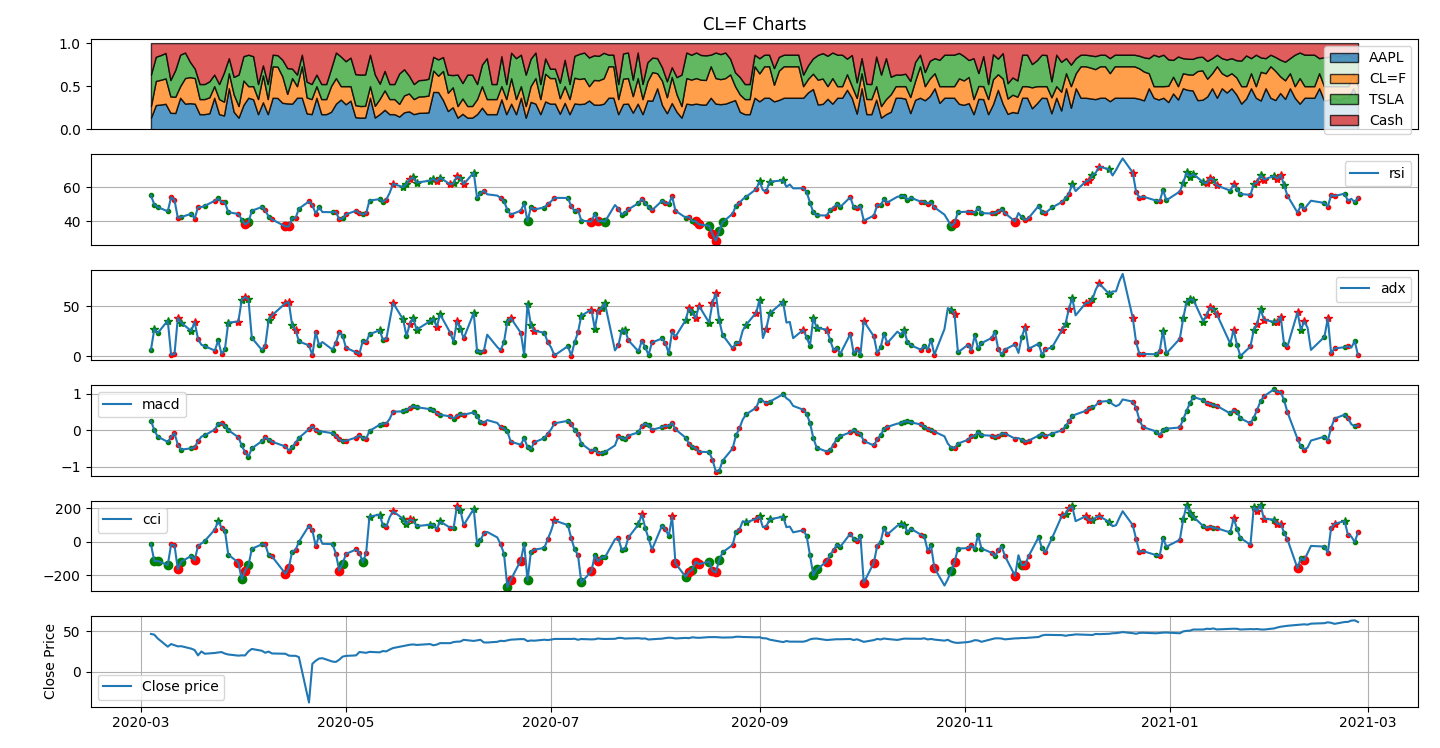 CL=F Charts
1.0
0.5
0.0
AAPL
CL=F
TSLA
Cash
60
40
rsi
50
0
adx
1
0
−1
macd
200
0
−200
cci
Close Price
50
0
Close price
2020-03 2020-05 2020-07 2020-09 2020-11 2021-01 2021-03